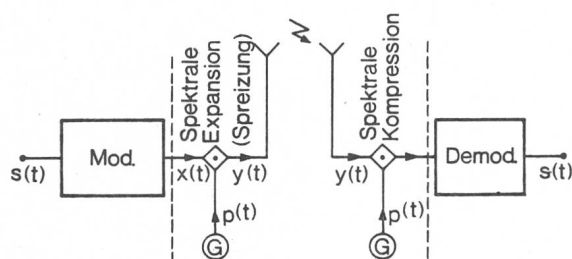 Spektrale
Expansion
(Spreizung)
Spektrale
Kompression
Mod.
Demod.
s(t)
x(t)
y(t)
y(t)
s(t)
p(t)
p(t)
G
G